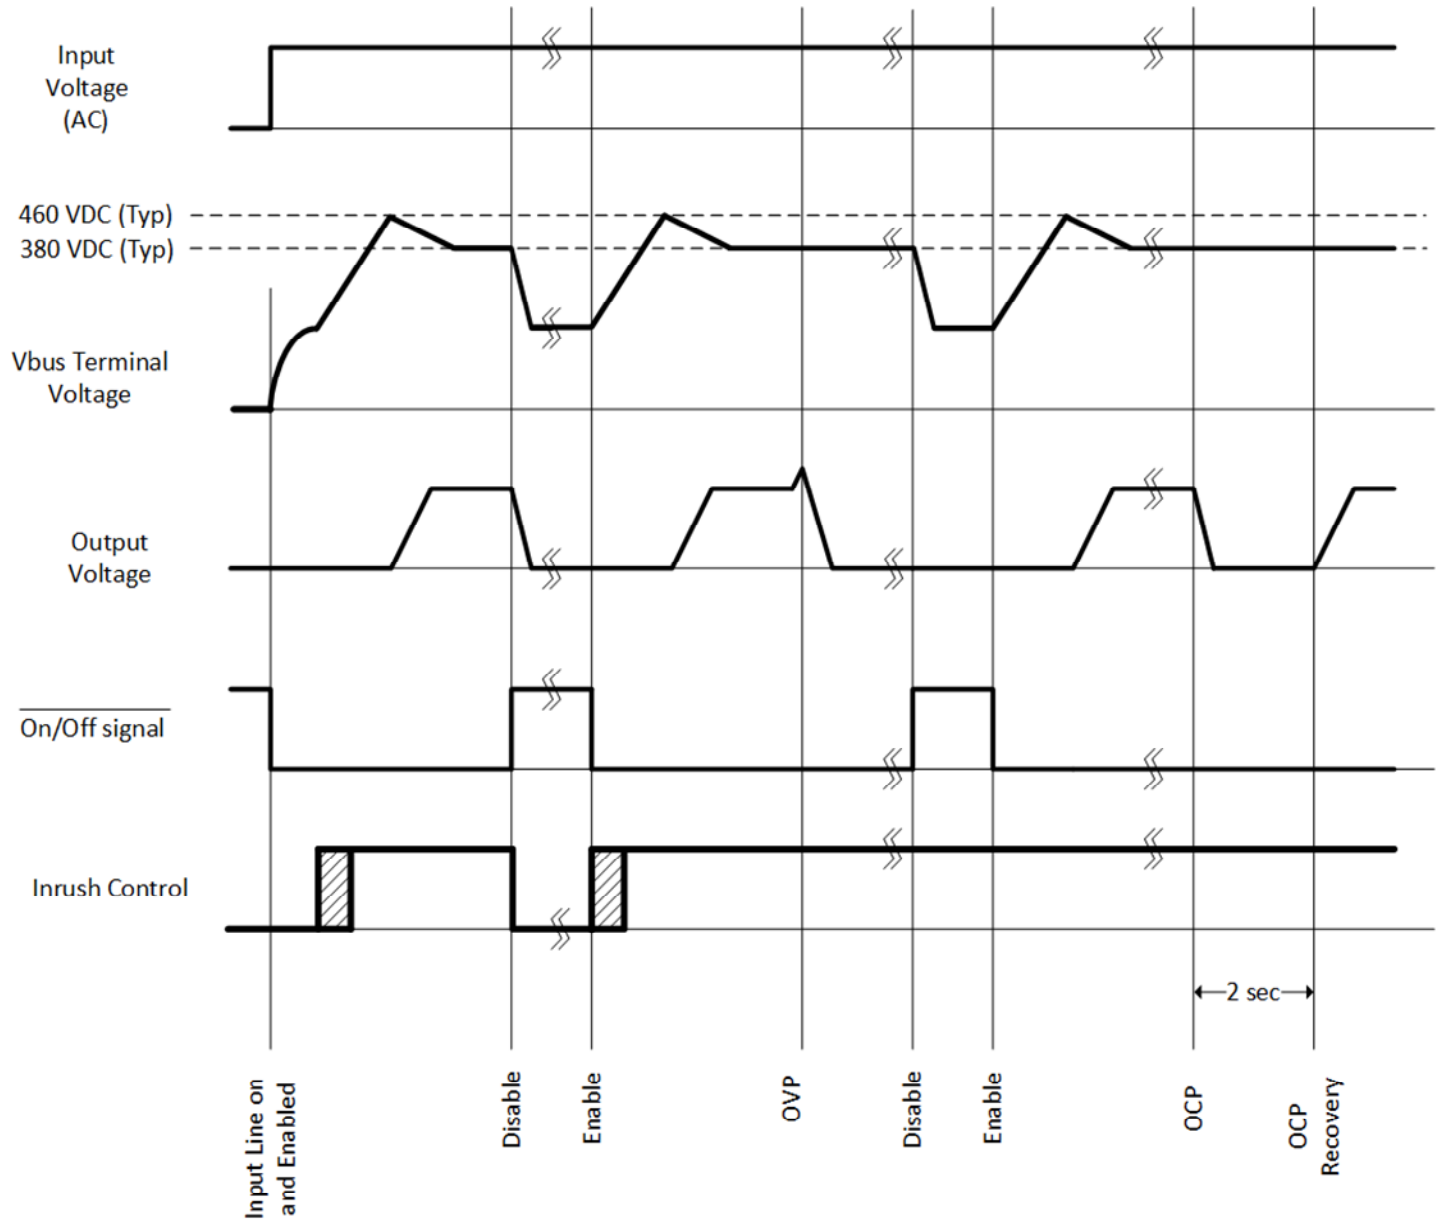 Input
Voltage
(AC)
460 VDC (Typ)
380 VDC (Typ)
Vbus Terminal
Voltage
Output
Voltage
On/Off signal
Inrush Control
2 sec
Input Line on
and Enabled
Disable
Enable
OVP
Disable
Enable
OCP
OCP
Recovery